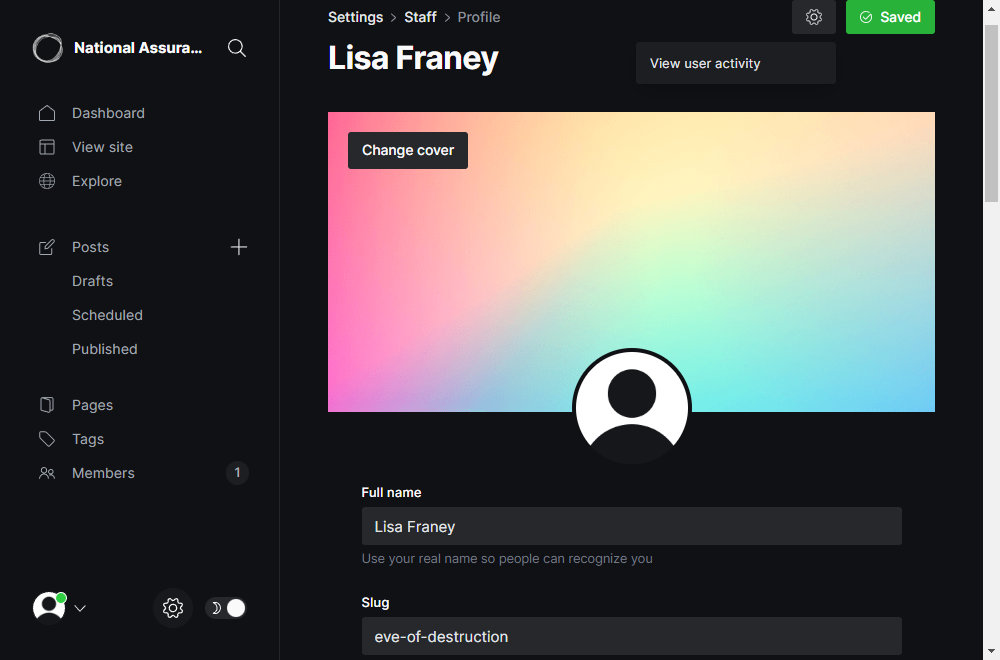 National Assura...
Dashboard
View site
Explore
Posts
Drafts
Scheduled
Published
Pages
Tags
Members
1
Settings > Staff > Profile
Saved
Lisa Franey
View user activity
Change cover
Full name
Lisa Franey
Use your real name so people can recognize you
Slug
eve-of-destruction